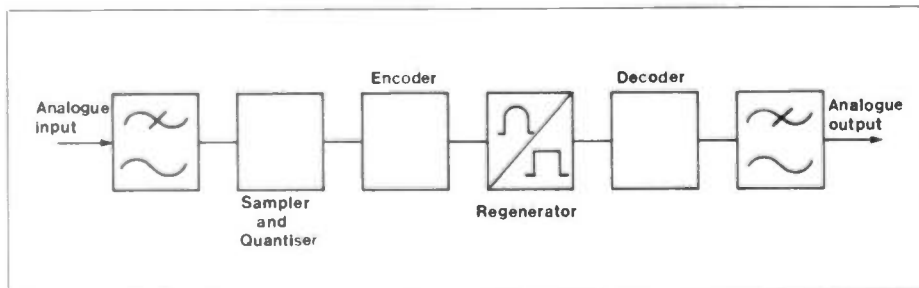 Analogue
input
Sampler
and
Quantiser
Encoder
Regenerator
Decoder
Analogue
output